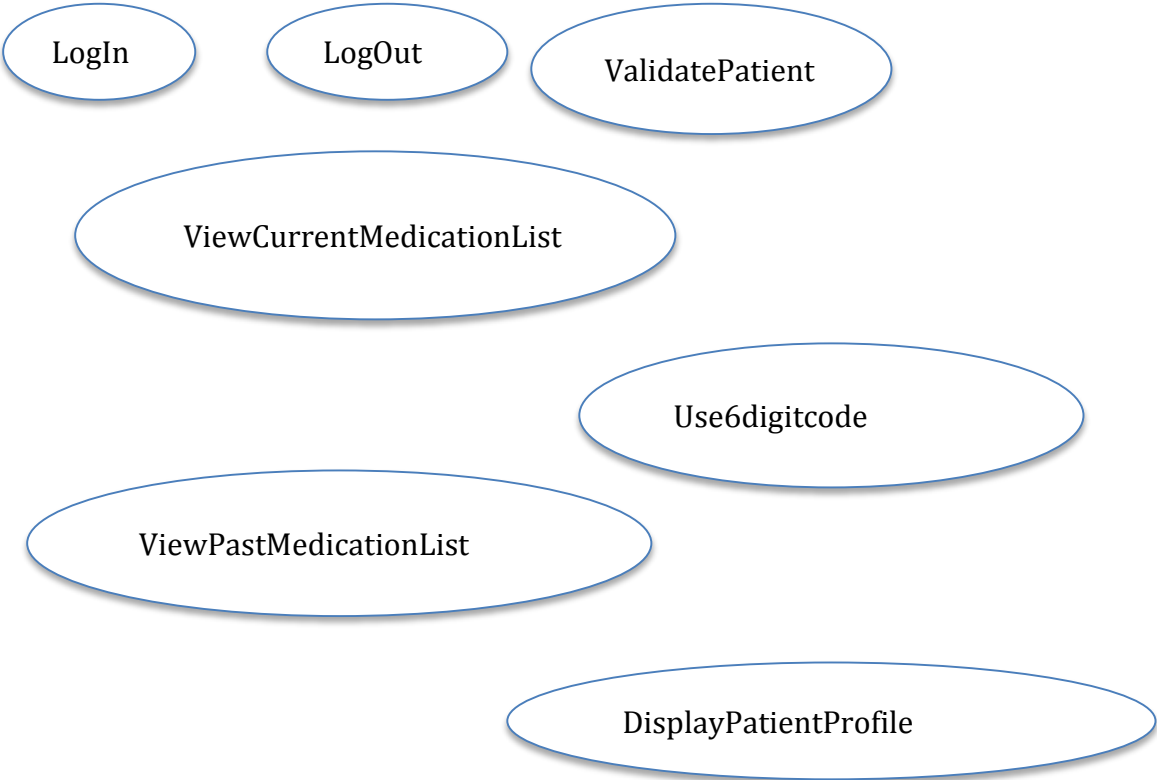 LogIn
LogOut
ValidatePatient
ViewCurrentMedicationList
Use6digitcode
ViewPastMedicationList
DisplayPatientProfile